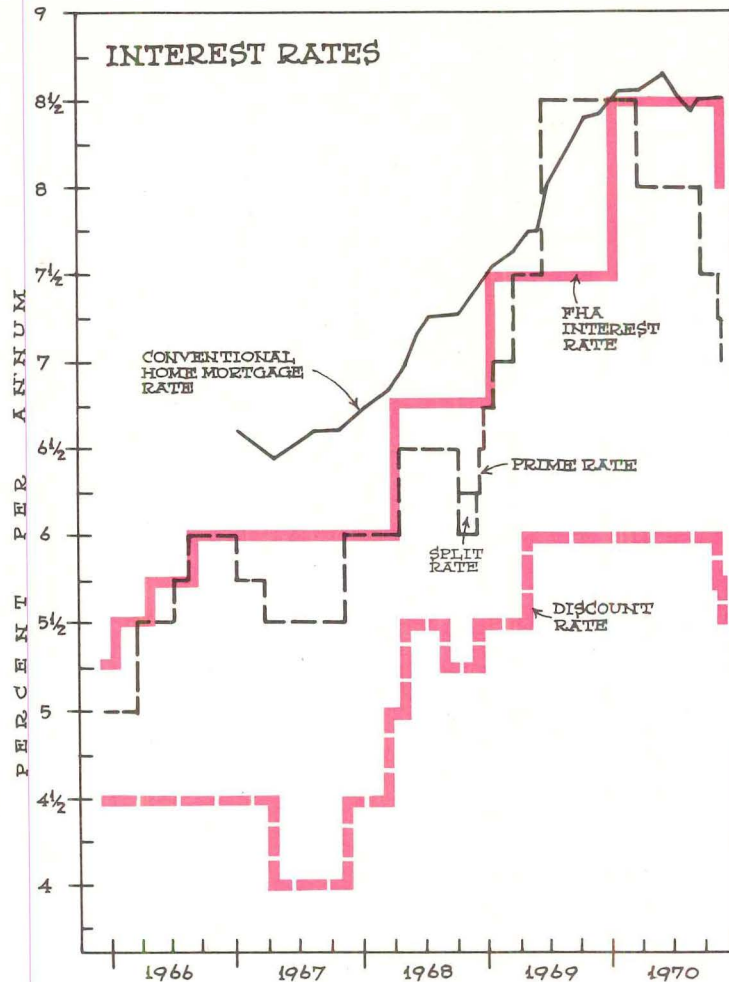 INTEREST RATES
PERCENT PER ANNUM
9
8½
8
7½
7
6½
6
5½
5
4½
4
CONVENTIONAL
HOME MORTGAGE
RATE
FHA
INTEREST
RATE
PRIME RATE
SPLIT
RATE
DISCOUNT
RATE
1966 1967 1968 1969 1970